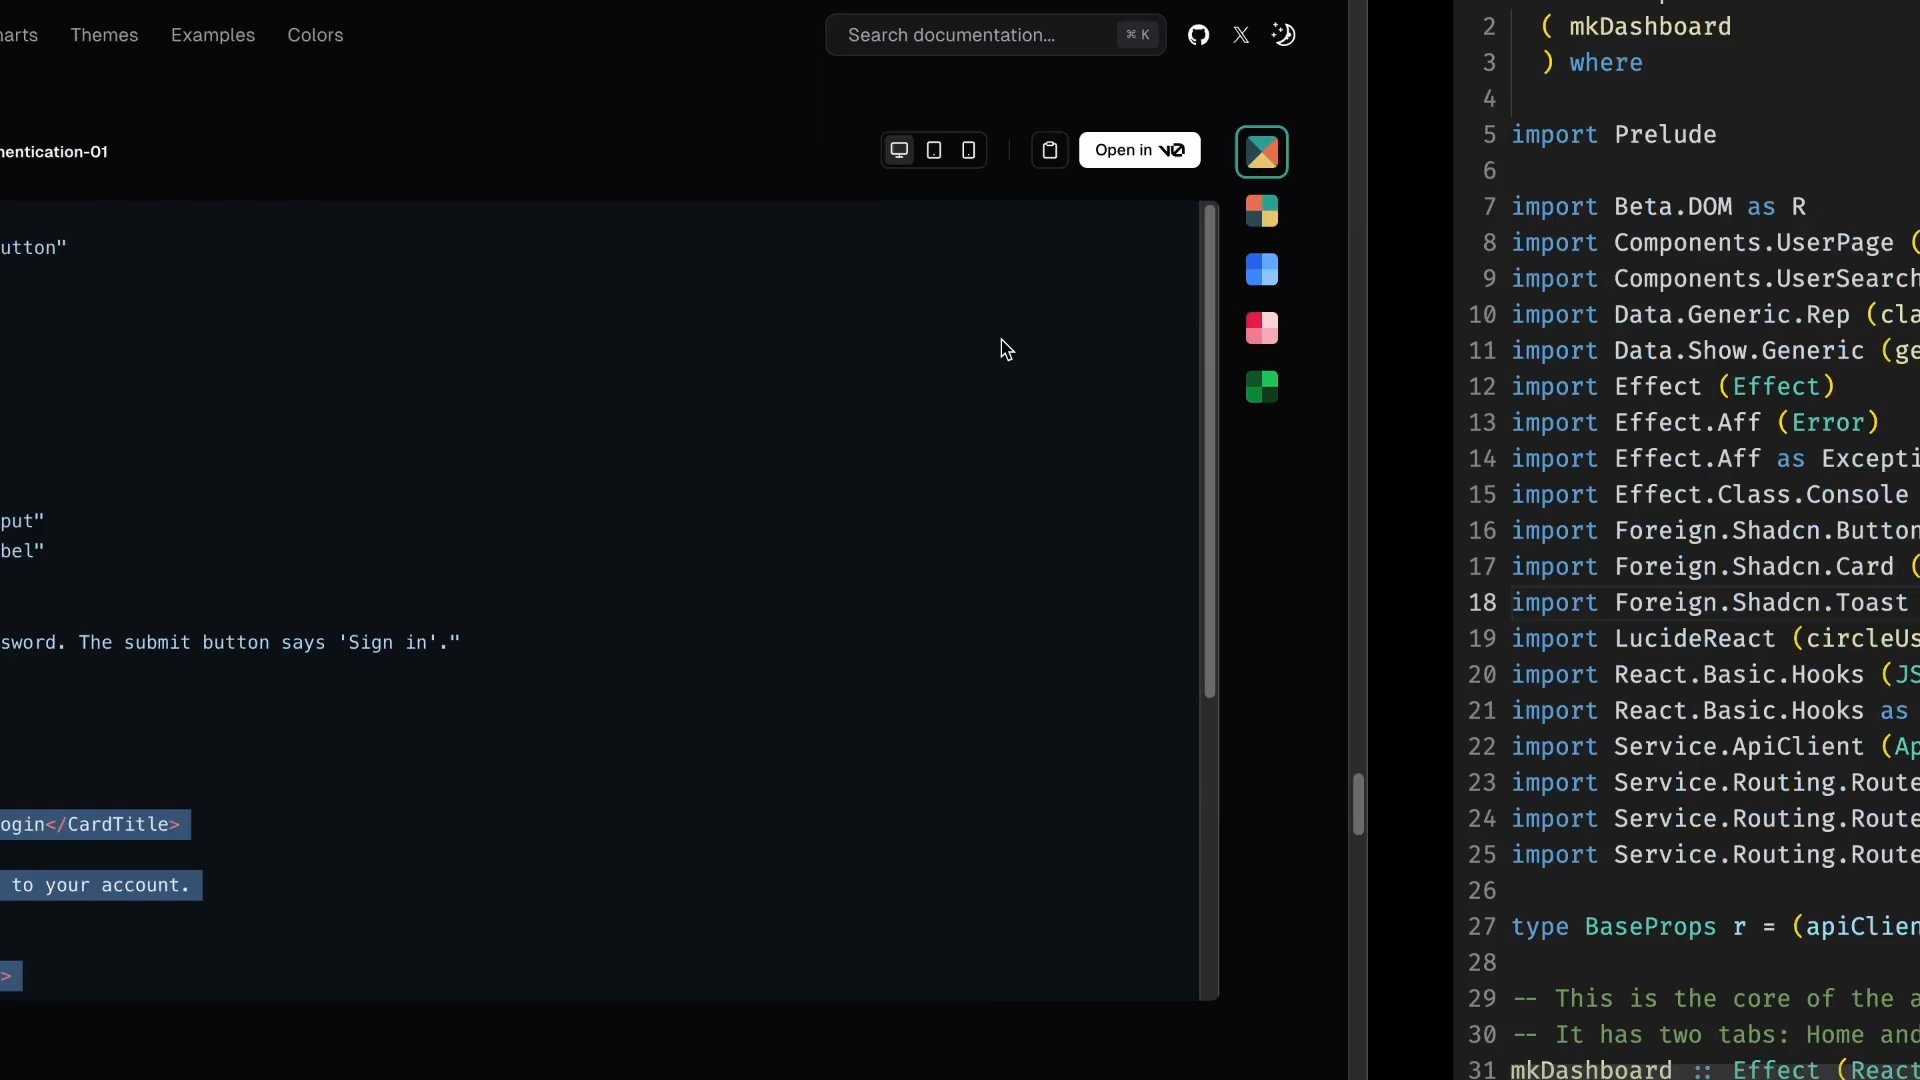 Themes
Examples
Colors
Search documentation...
⌘ K
entication-01
Open in v0
utton"
put"
bel"
sword. The submit button says 'Sign in'."
ogin</CardTitle>
to your account.
>
2 ( mkDashboard
3 ) where
4
5 import Prelude
6
7 import Beta.DOM as R
8 import Components.UserPage (
9 import Components.UserSearch
10 import Data.Generic.Rep (cla
11 import Data.Show.Generic (ge
12 import Effect (Effect)
13 import Effect.Aff (Error)
14 import Effect.Aff as Excepti
15 import Effect.Class.Console
16 import Foreign.Shadcn.Button
17 import Foreign.Shadcn.Card (
18 import Foreign.Shadcn.Toast
19 import LucideReact (circleUs
20 import React.Basic.Hooks (JS
21 import React.Basic.Hooks as
22 import Service.ApiClient (Ap
23 import Service.Routing.Route
24 import Service.Routing.Route
25 import Service.Routing.Route
26
27 type BaseProps r = (apiClien
28
29 -- This is the core of the a
30 -- It has two tabs: Home and
31 mkDashboard :: Effect (React